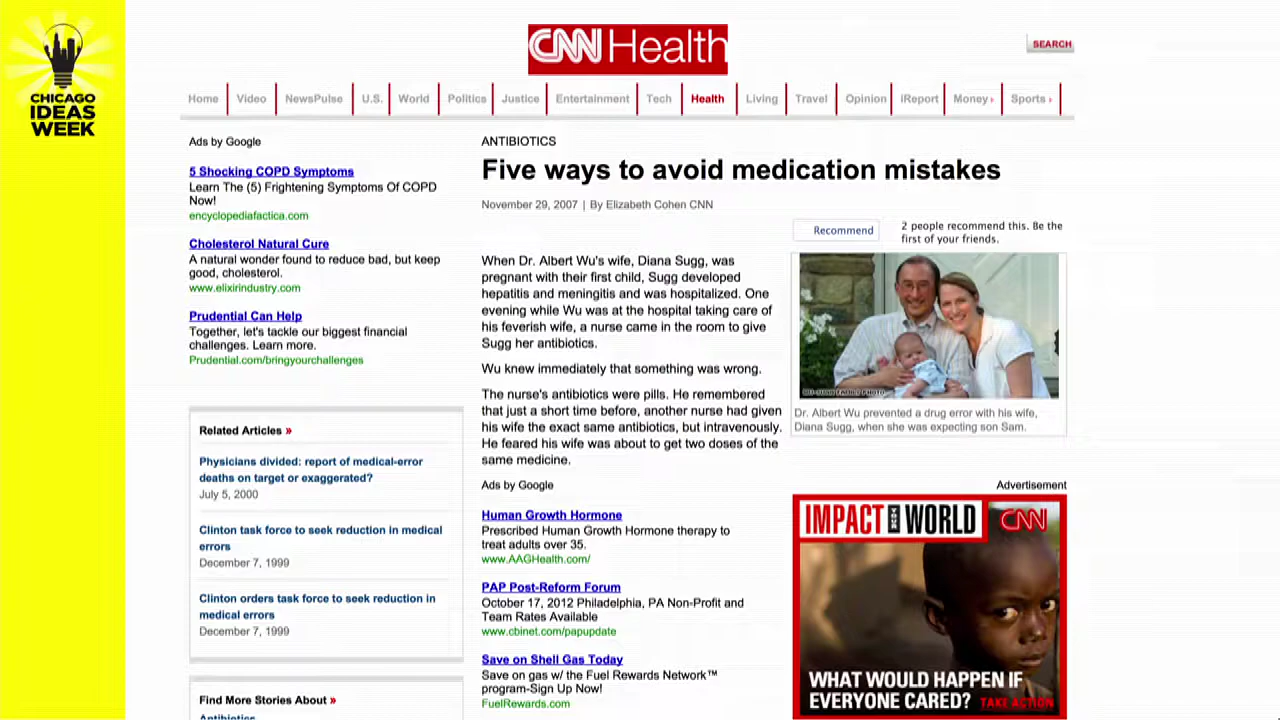 CHICAGO
IDEAS
WEEK
CNN Health
SEARCH
Home Video NewsPulse U.S. World Politics Justice Entertainment Tech Health Living Travel Opinion iReport Money Sports
Ads by Google
5 Shocking COPD Symptoms
Learn The (5) Frightening Symptoms Of COPD
Now!
encyclopediafactica.com
Cholesterol Natural Cure
A natural wonder found to reduce bad, but keep
good, cholesterol.
www.elixirindustry.com
Prudential Can Help
Together, let's tackle our biggest financial
challenges. Learn more.
Prudential.com/bringyourchallenges
Related Articles »
Physicians divided: report of medical-error
deaths on target or exaggerated?
July 5, 2000
Clinton task force to seek reduction in medical
errors
December 7, 1999
Clinton orders task force to seek reduction in
medical errors
December 7, 1999
Find More Stories About »
Antibiotics
ANTIBIOTICS
Five ways to avoid medication mistakes
November 29, 2007 | By Elizabeth Cohen CNN
Recommend
2 people recommend this. Be the
first of your friends.
When Dr. Albert Wu's wife, Diana Sugg, was
pregnant with their first child, Sugg developed
hepatitis and meningitis and was hospitalized. One
evening while Wu was at the hospital taking care of
his feverish wife, a nurse came in the room to give
Sugg her antibiotics.
Wu knew immediately that something was wrong.
The nurse's antibiotics were pills. He remembered
that just a short time before, another nurse had given
his wife the exact same antibiotics, but intravenously.
He feared his wife was about to get two doses of the
same medicine.
Ads by Google
Human Growth Hormone
Prescribed Human Growth Hormone therapy to
treat adults over 35.
www.AAGHealth.com/
PAP Post-Reform Forum
October 17, 2012 Philadelphia, PA Non-Profit and
Team Rates Available
www.cbinet.com/papupdate
Save on Shell Gas Today
Save on gas w/ the Fuel Rewards Network™
program-Sign Up Now!
FuelRewards.com
WU-SUGG FAMILY PHOTO
Dr. Albert Wu prevented a drug error with his wife,
Diana Sugg, when she was expecting son Sam.
Advertisement
IMPACT YOUR WORLD CNN
WHAT WOULD HAPPEN IF
EVERYONE CARED? TAKE ACTION